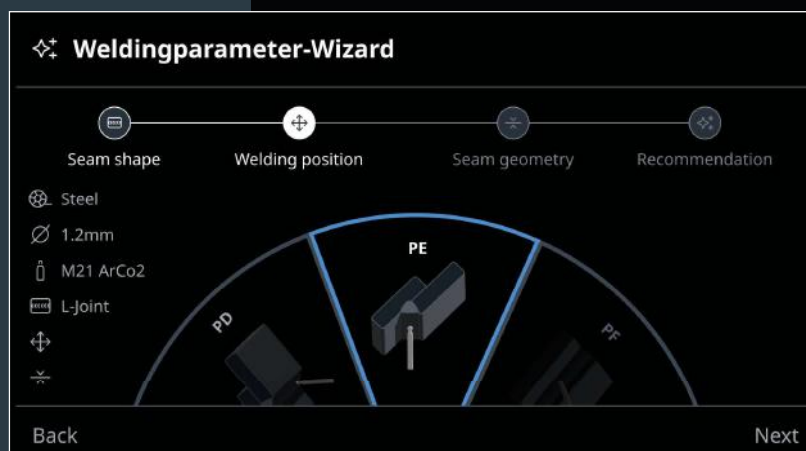 Weldingparameter-Wizard
Seam shape
Welding position
Seam geometry
Recommendation
Steel
1.2mm
M21 ArCo2
L-Joint
PD
PE
PF
Back
Next